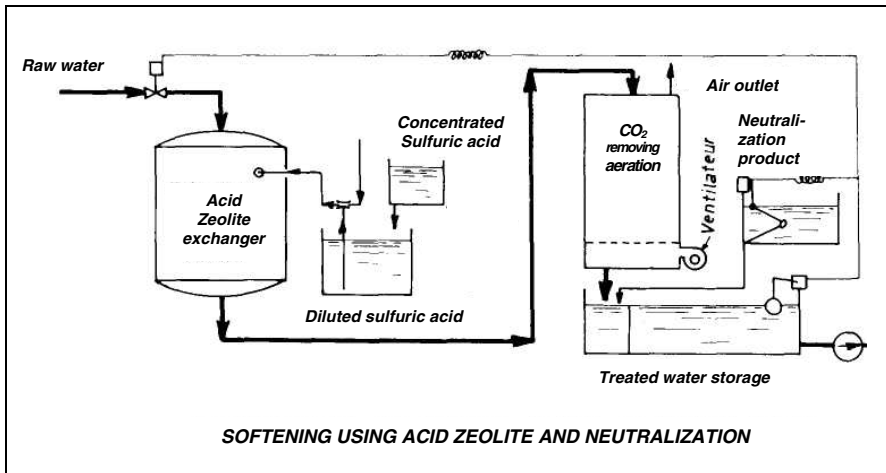 Raw water
Air outlet
Concentrated
Sulfuric acid
CO2
removing
aeration
Neutrali-
zation
product
Ventilateur
Acid
Zeolite
exchanger
Diluted sulfuric acid
Treated water storage
SOFTENING USING ACID ZEOLITE AND NEUTRALIZATION